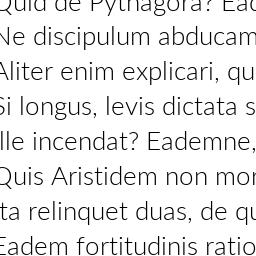 Quid de Pythagora? Ead
Ne discipulum abducam
Aliter enim explicari, qu
Si longus, levis dictata s
Ille incendat? Eademne,
Quis Aristidem non mor
Ita relinquet duas, de qu
Eadem fortitudinis ratio